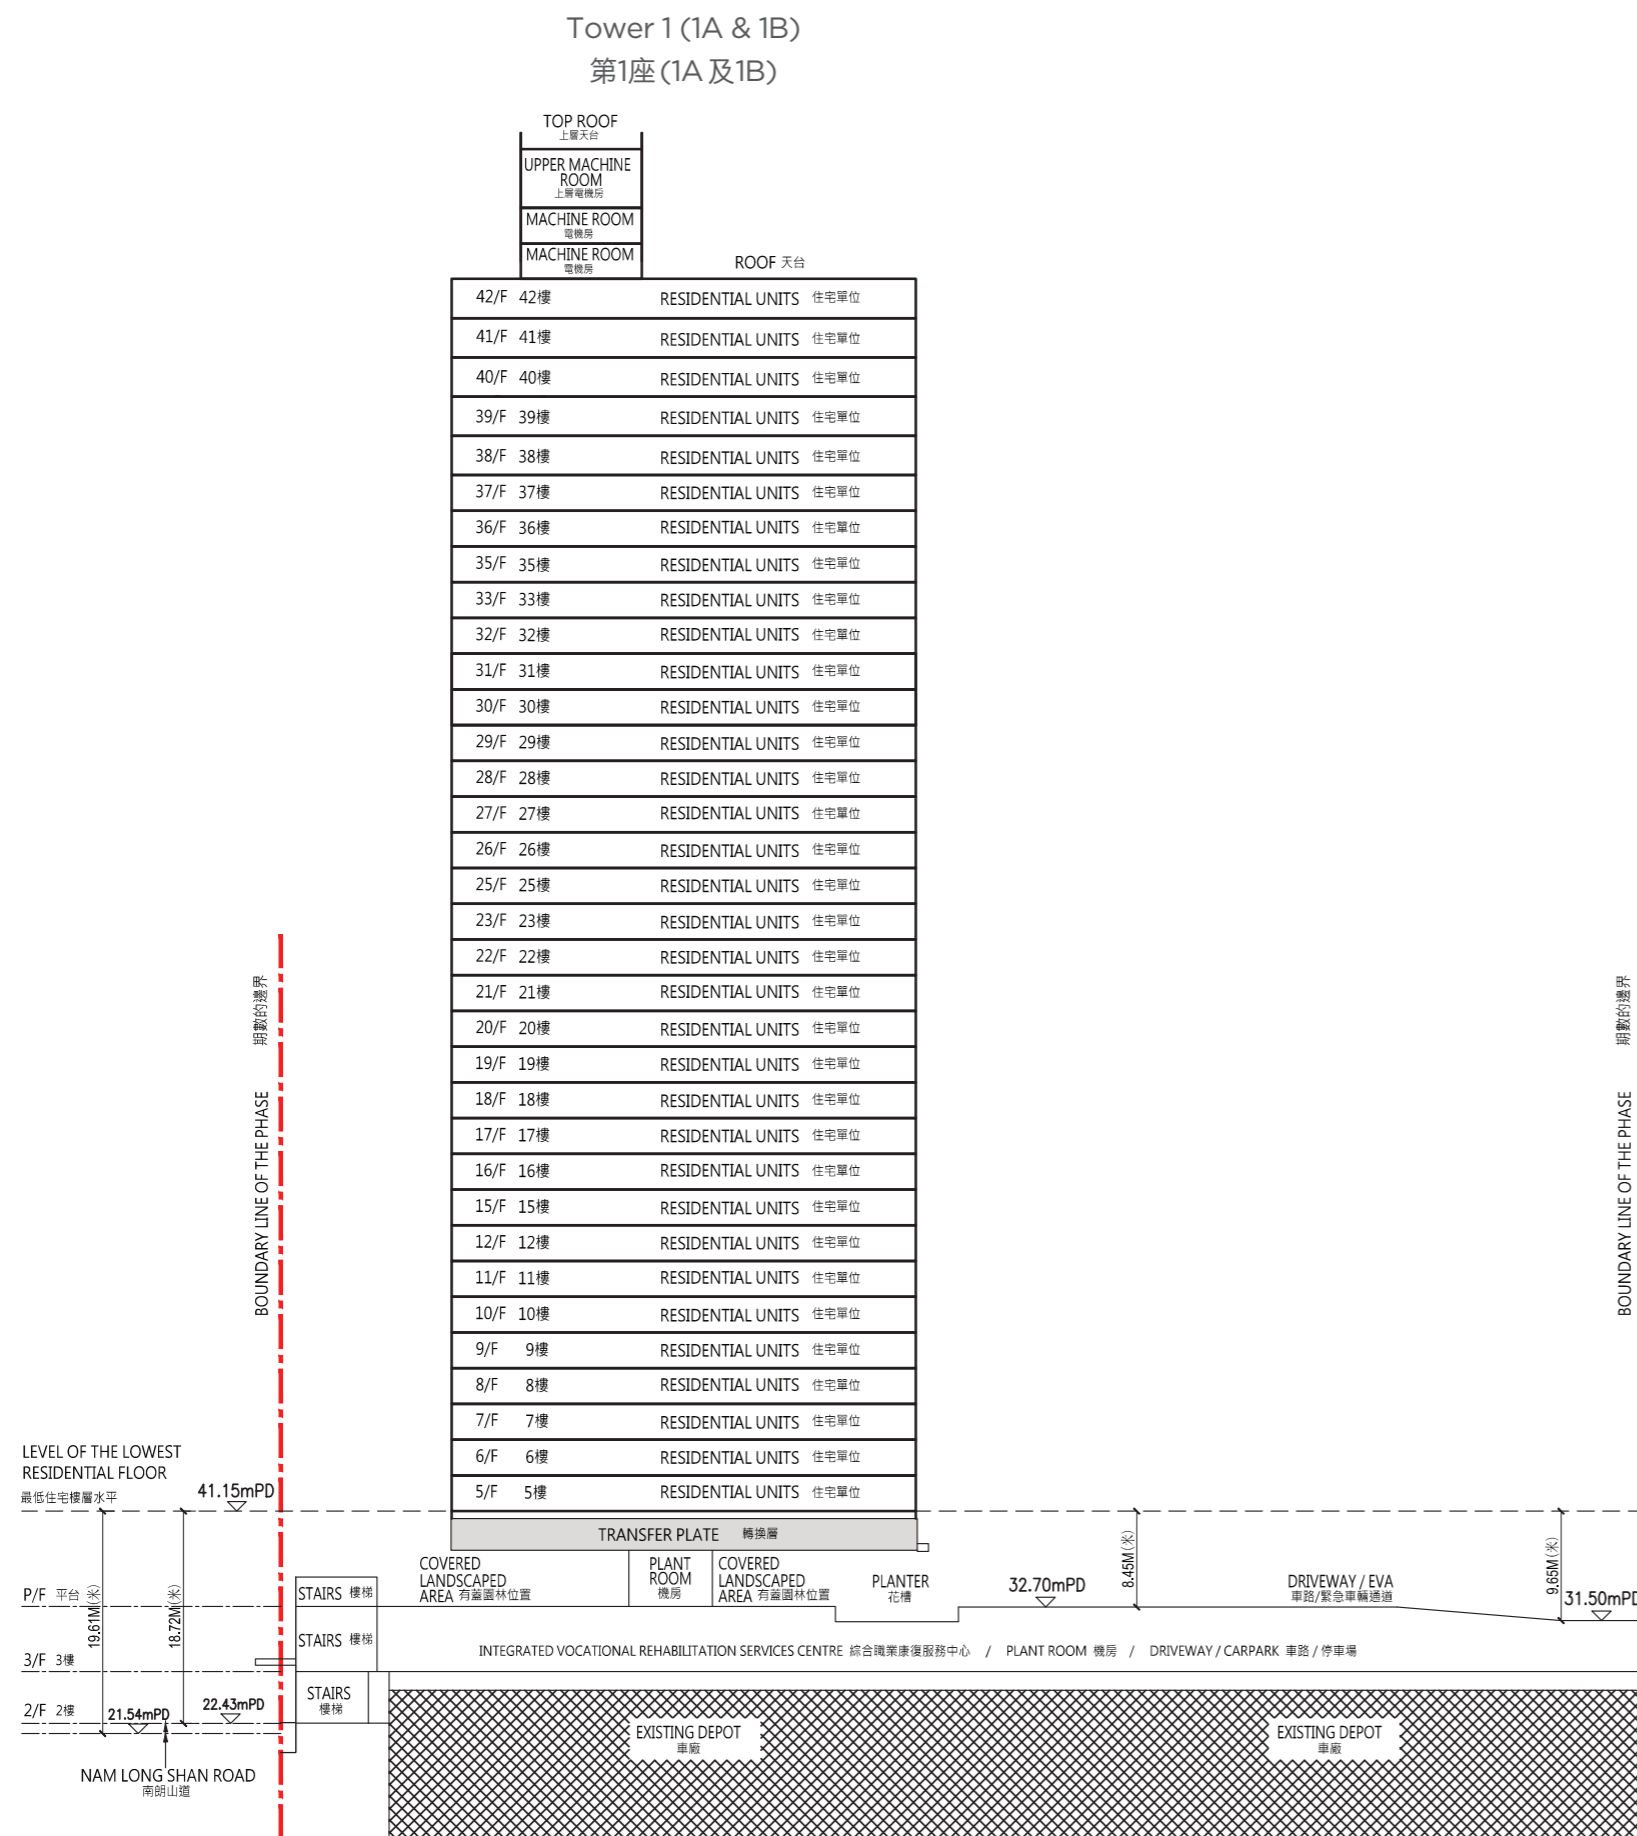 Tower 1 (1A & 1B)
第1座 (1A 及1B)
TOP ROOF
上層天台
UPPER MACHINE
ROOM
上層電機房
MACHINE ROOM
電機房
MACHINE ROOM
電機房
ROOF 天台
42/F 42樓 RESIDENTIAL UNITS 住宅單位
41/F 41樓 RESIDENTIAL UNITS 住宅單位
40/F 40樓 RESIDENTIAL UNITS 住宅單位
39/F 39樓 RESIDENTIAL UNITS 住宅單位
38/F 38樓 RESIDENTIAL UNITS 住宅單位
37/F 37樓 RESIDENTIAL UNITS 住宅單位
36/F 36樓 RESIDENTIAL UNITS 住宅單位
35/F 35樓 RESIDENTIAL UNITS 住宅單位
33/F 33樓 RESIDENTIAL UNITS 住宅單位
32/F 32樓 RESIDENTIAL UNITS 住宅單位
31/F 31樓 RESIDENTIAL UNITS 住宅單位
30/F 30樓 RESIDENTIAL UNITS 住宅單位
29/F 29樓 RESIDENTIAL UNITS 住宅單位
28/F 28樓 RESIDENTIAL UNITS 住宅單位
27/F 27樓 RESIDENTIAL UNITS 住宅單位
26/F 26樓 RESIDENTIAL UNITS 住宅單位
25/F 25樓 RESIDENTIAL UNITS 住宅單位
23/F 23樓 RESIDENTIAL UNITS 住宅單位
22/F 22樓 RESIDENTIAL UNITS 住宅單位
21/F 21樓 RESIDENTIAL UNITS 住宅單位
20/F 20樓 RESIDENTIAL UNITS 住宅單位
19/F 19樓 RESIDENTIAL UNITS 住宅單位
18/F 18樓 RESIDENTIAL UNITS 住宅單位
17/F 17樓 RESIDENTIAL UNITS 住宅單位
16/F 16樓 RESIDENTIAL UNITS 住宅單位
15/F 15樓 RESIDENTIAL UNITS 住宅單位
12/F 12樓 RESIDENTIAL UNITS 住宅單位
11/F 11樓 RESIDENTIAL UNITS 住宅單位
10/F 10樓 RESIDENTIAL UNITS 住宅單位
9/F 9樓 RESIDENTIAL UNITS 住宅單位
8/F 8樓 RESIDENTIAL UNITS 住宅單位
7/F 7樓 RESIDENTIAL UNITS 住宅單位
6/F 6樓 RESIDENTIAL UNITS 住宅單位
5/F 5樓 RESIDENTIAL UNITS 住宅單位
BOUNDARY LINE OF THE PHASE 期數的邊界
BOUNDARY LINE OF THE PHASE 期數的邊界
LEVEL OF THE LOWEST
RESIDENTIAL FLOOR
最低住宅樓層水平
41.15mPD
TRANSFER PLATE 轉換層
COVERED
LANDSCAPED
AREA 有蓋園林位置
PLANT
ROOM
機房
COVERED
LANDSCAPED
AREA 有蓋園林位置
PLANTER
花槽
32.70mPD
8.45M(米)
DRIVEWAY / EVA
車路/緊急車輛通道
9.65M(米)
31.50mPD
P/F 平台
19.61M(米)
18.72M(米)
STAIRS 樓梯
STAIRS 樓梯
INTEGRATED VOCATIONAL REHABILITATION SERVICES CENTRE 綜合職業康復服務中心 / PLANT ROOM 機房 / DRIVEWAY / CARPARK 車路 / 停車場
3/F 3樓
STAIRS
樓梯
2/F 2樓
21.54mPD
22.43mPD
EXISTING DEPOT
車廠
EXISTING DEPOT
車廠
NAM LONG SHAN ROAD
南朗山道